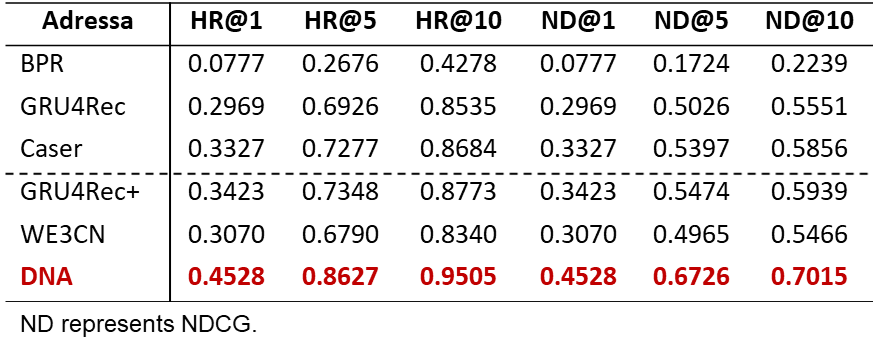 Adressa HR@1 HR@5 HR@10 ND@1 ND@5 ND@10
BPR 0.0777 0.2676 0.4278 0.0777 0.1724 0.2239
GRU4Rec 0.2969 0.6926 0.8535 0.2969 0.5026 0.5551
Caser 0.3327 0.7277 0.8684 0.3327 0.5397 0.5856
GRU4Rec+ 0.3423 0.7348 0.8773 0.3423 0.5474 0.5939
WE3CN 0.3070 0.6790 0.8340 0.3070 0.4965 0.5466
DNA 0.4528 0.8627 0.9505 0.4528 0.6726 0.7015
ND represents NDCG.